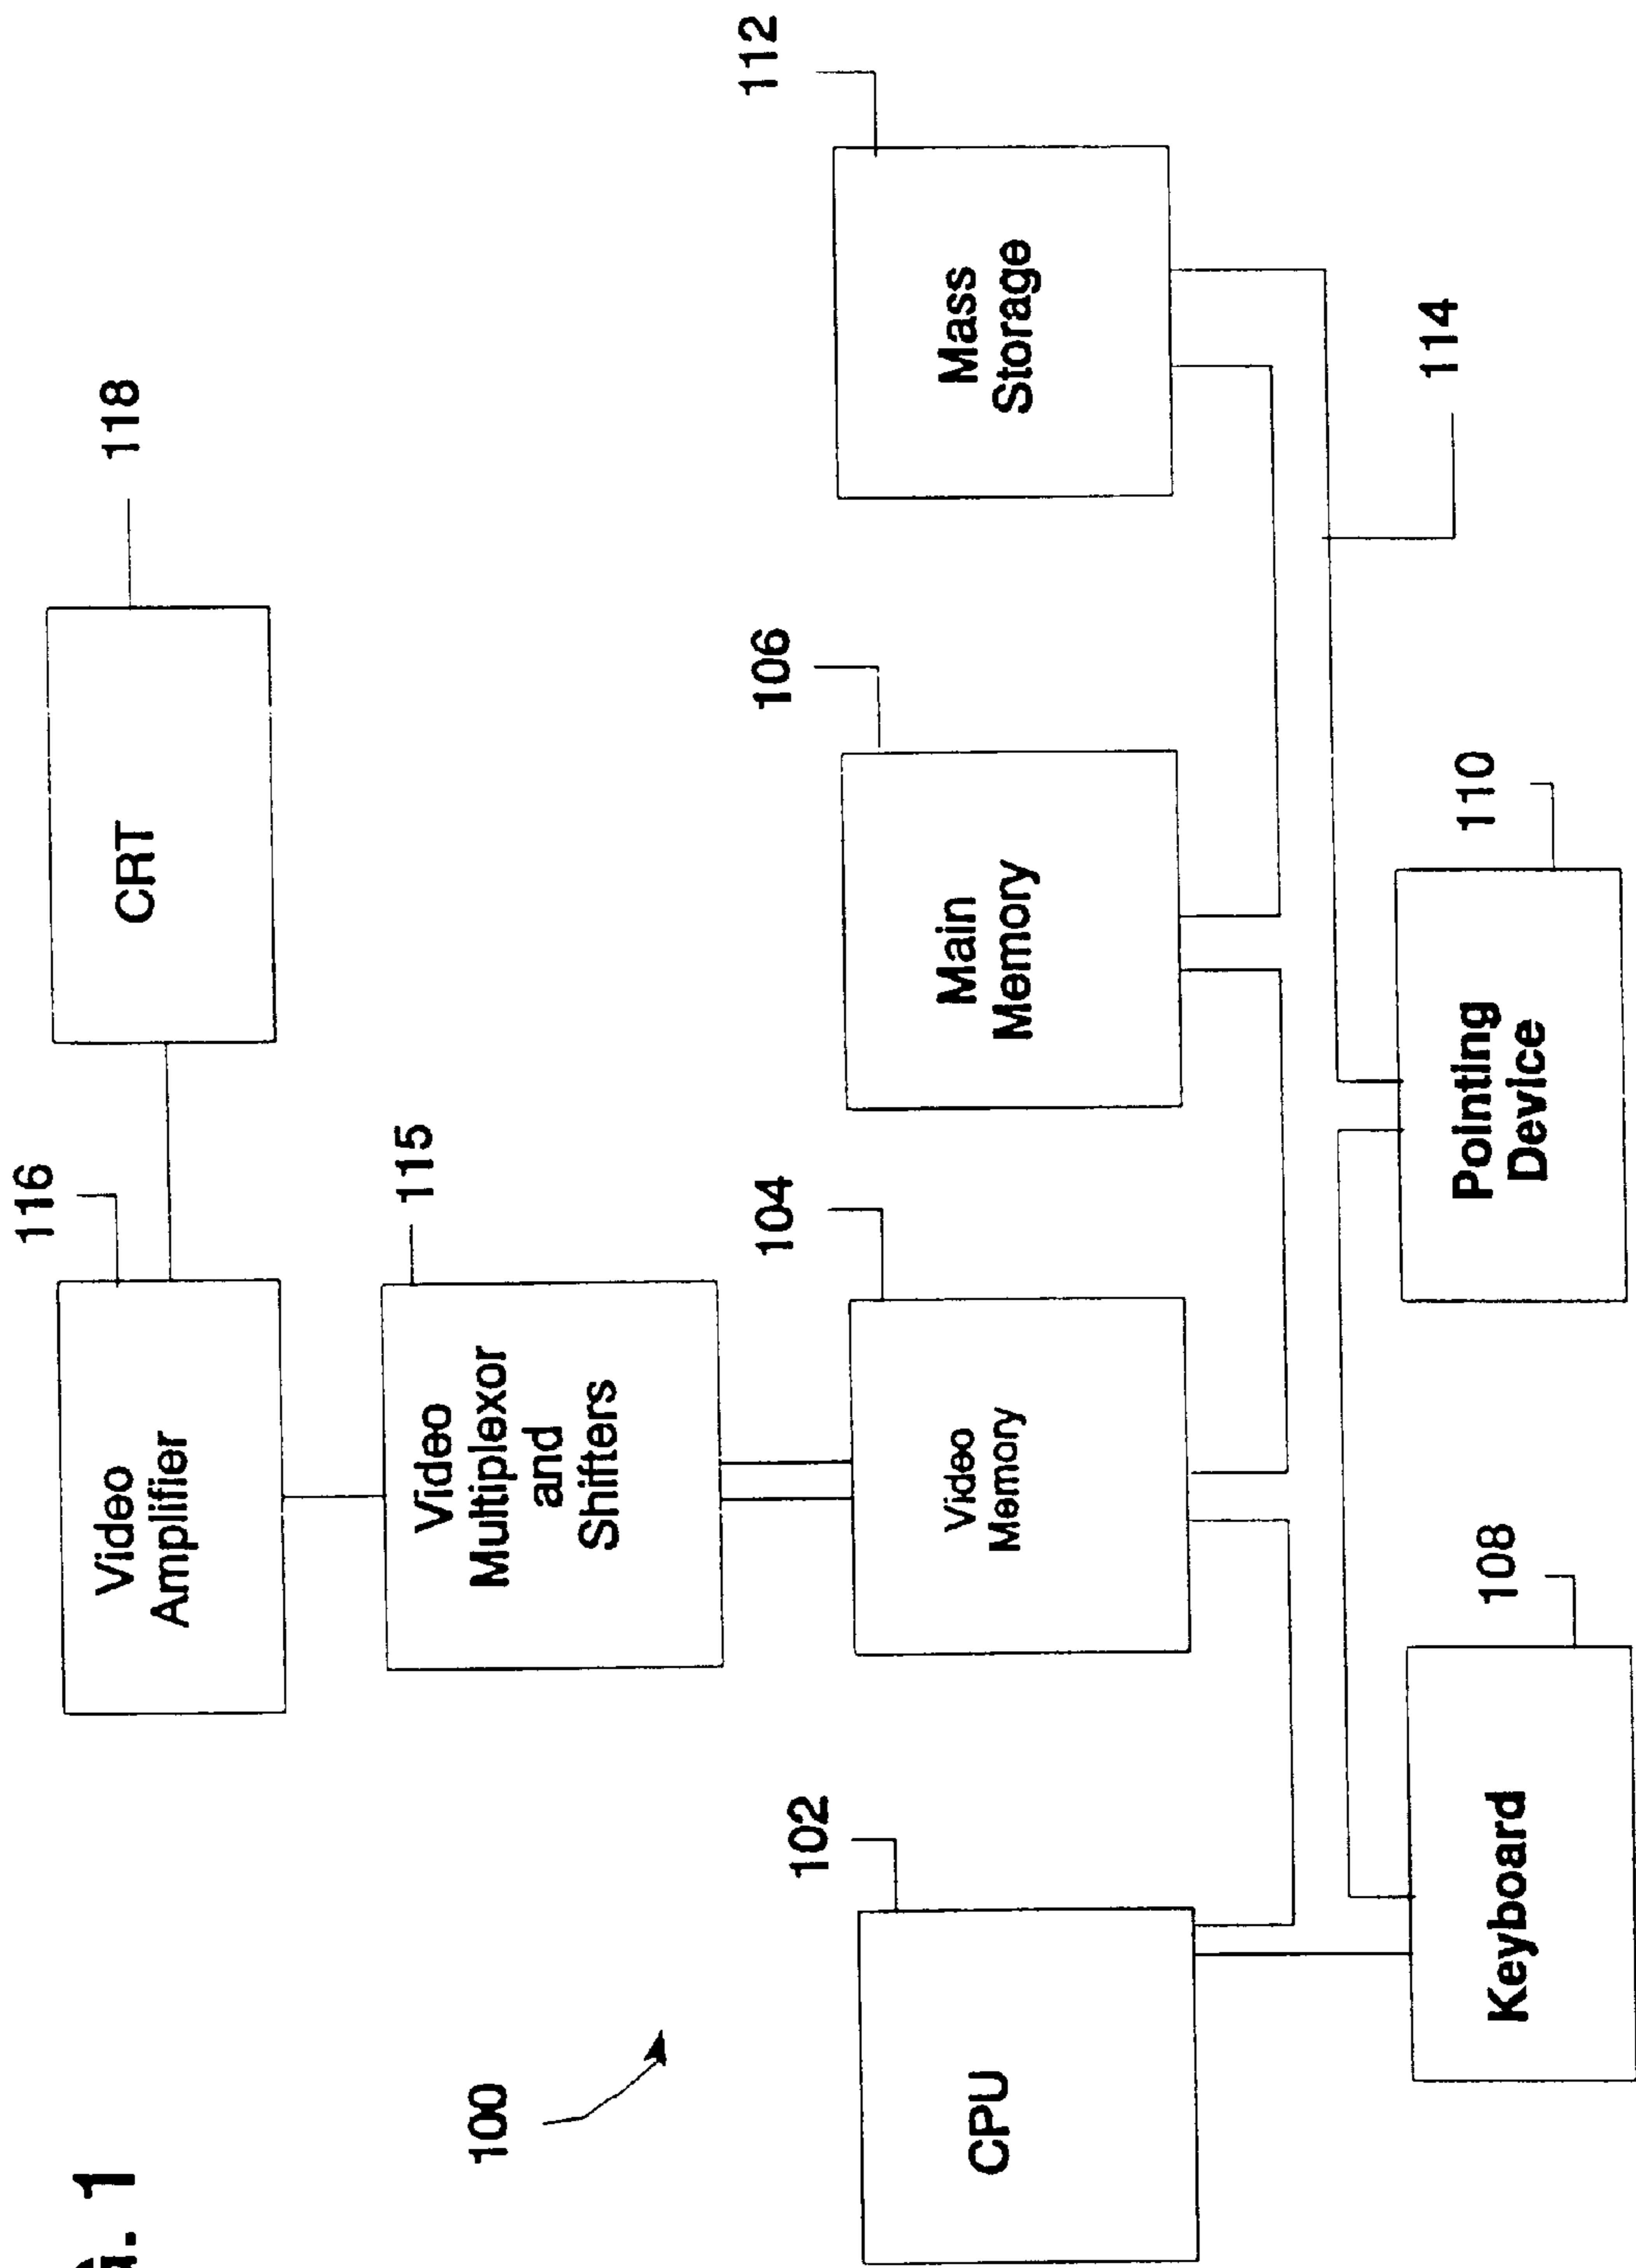 G. 1
116
118
Video
Amplifier
CRT
115
Video
Multiplexor
and
Shifters
100
102
104
106
112
CPU
Video
Memory
Main
Memory
Mass
Storage
108
110
114
Keyboard
Pointing
Device